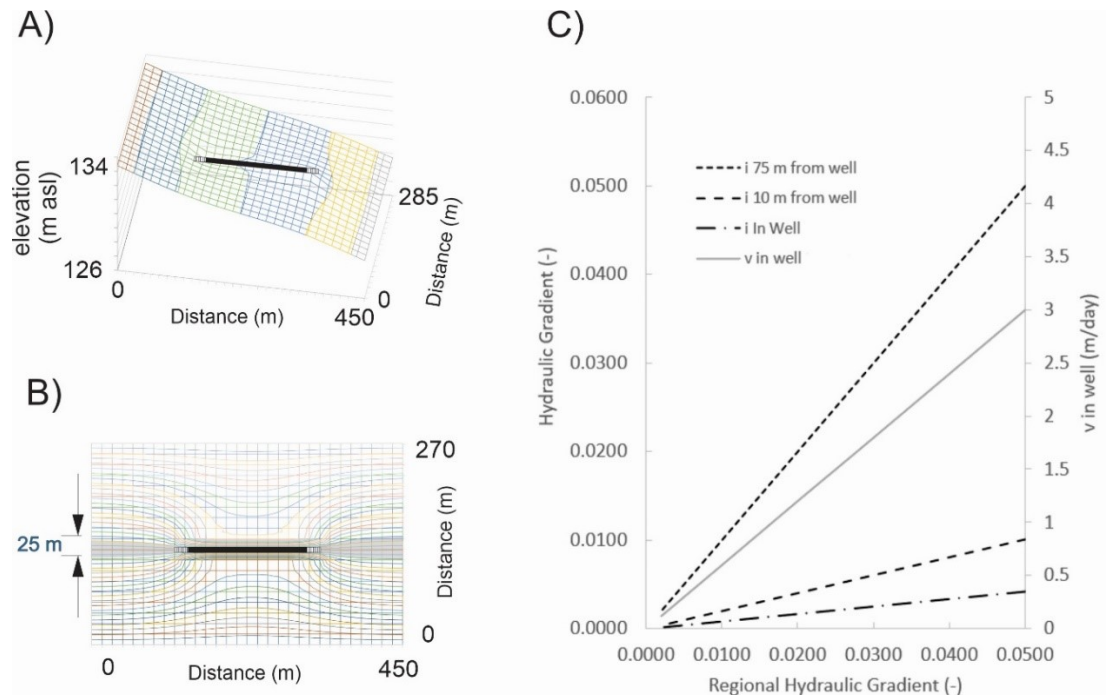 A)
elevation
(m asl)
134
126
0
Distance (m)
450
0
285
Distance (m)
B)
25 m
270
Distance (m)
0
0
450
Distance (m)
C)
0.0600
0.0500
0.0400
0.0300
0.0200
0.0100
0.0000
Hydraulic Gradient (-)
i 75 m from well
i 10 m from well
i In Well
v in well
5
4.5
4
3.5
3
2.5
2
1.5
1
0.5
0
v in well (m/day)
0.0000 0.0100 0.0200 0.0300 0.0400 0.0500
Regional Hydraulic Gradient (-)